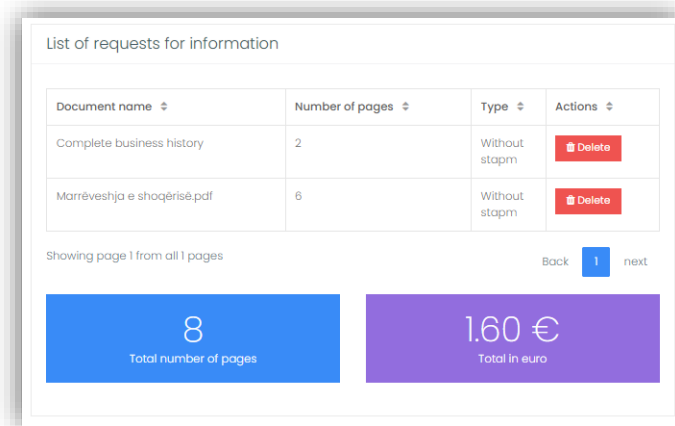 List of requests for information
Document name Number of pages Type Actions
Complete business history 2 Without stapm Delete
Marrëveshja e shoqërisë.pdf 6 Without stapm Delete
Showing page 1 from all 1 pages
Back 1 next
8
Total number of pages
1.60 €
Total in euro